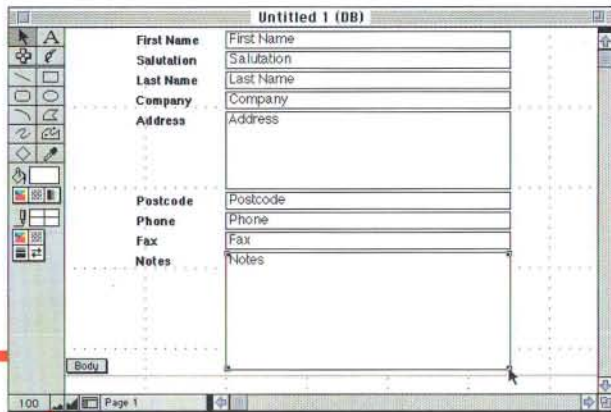 Untitled 1 (DB)
A
First Name First Name
Salutation Salutation
Last Name Last Name
Company Company
Address Address
Postcode Postcode
Phone Phone
Fax Fax
Notes Notes
Body
100 Page 1